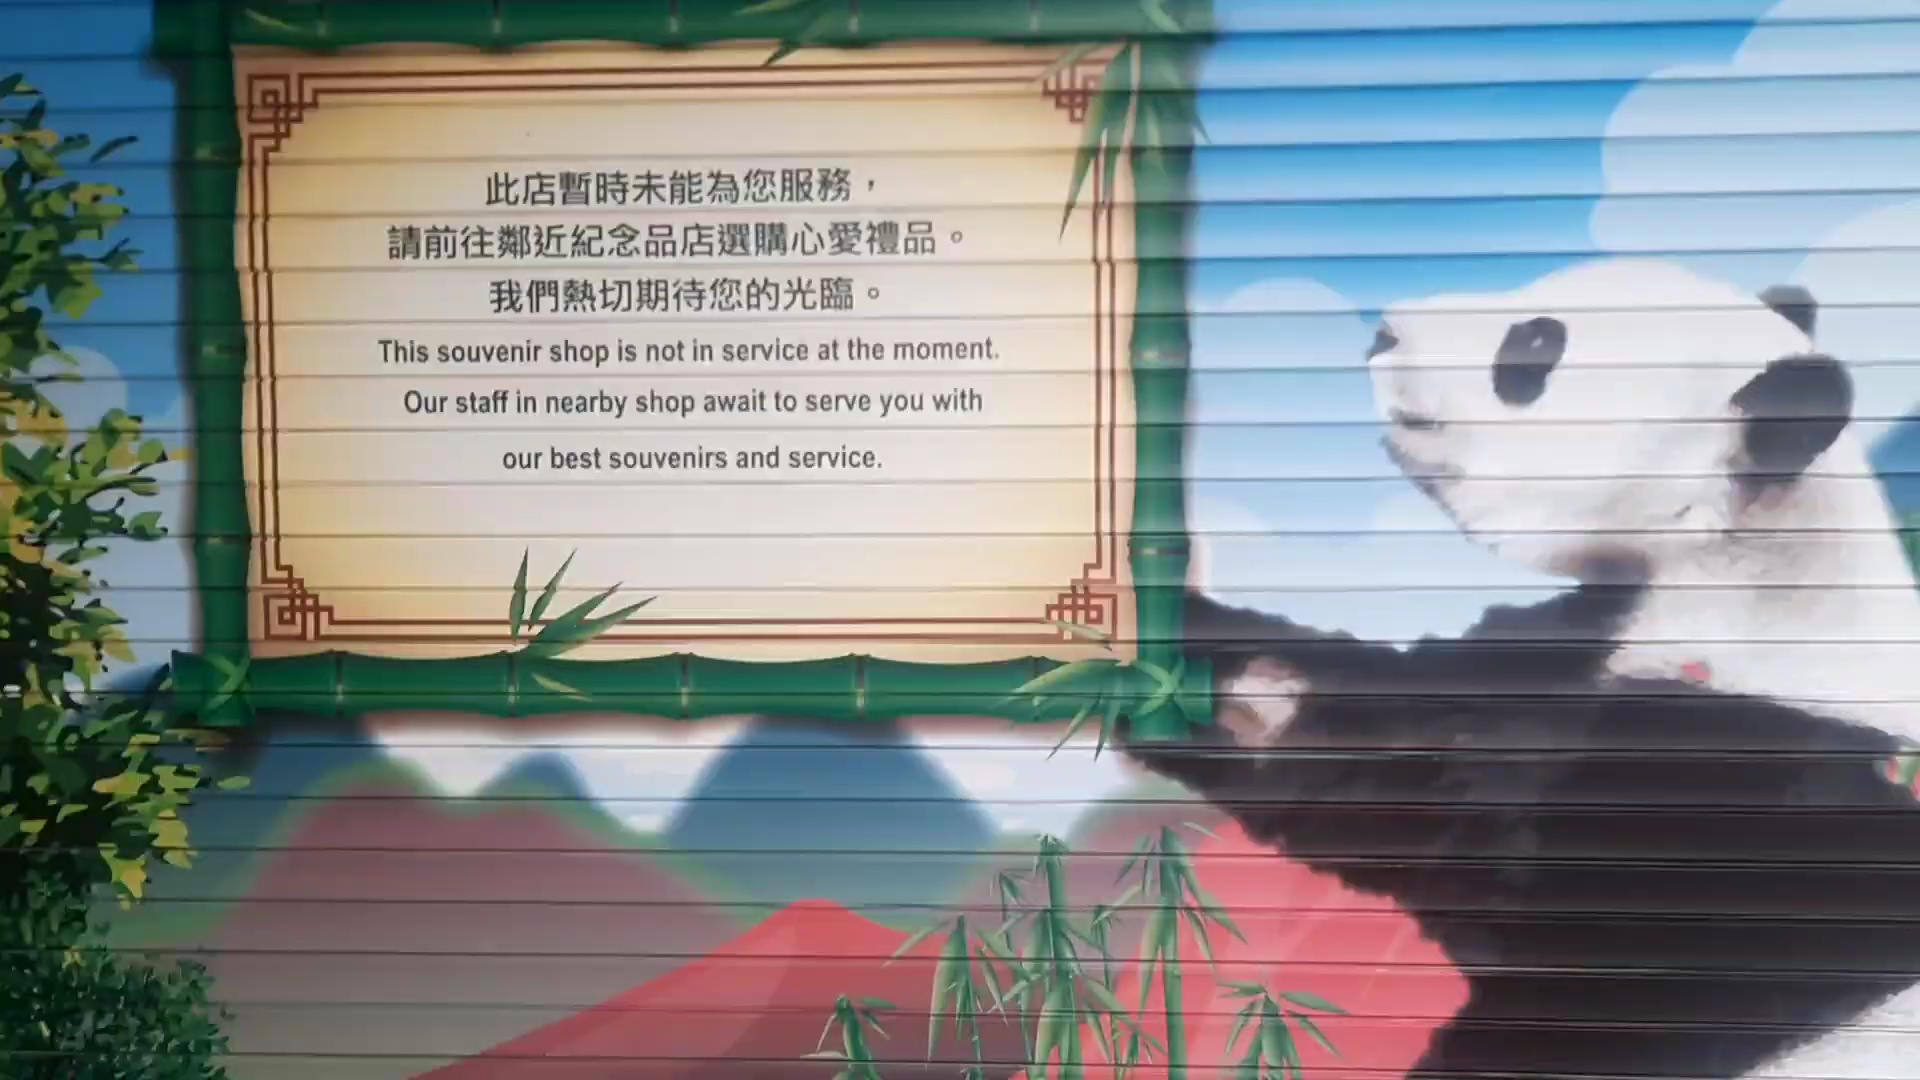 此店暫時未能為您服務，
請前往鄰近紀念品店選購心愛禮品。
我們熱切期待您的光臨。
This souvenir shop is not in service at the moment.
Our staff in nearby shop await to serve you with
our best souvenirs and service.